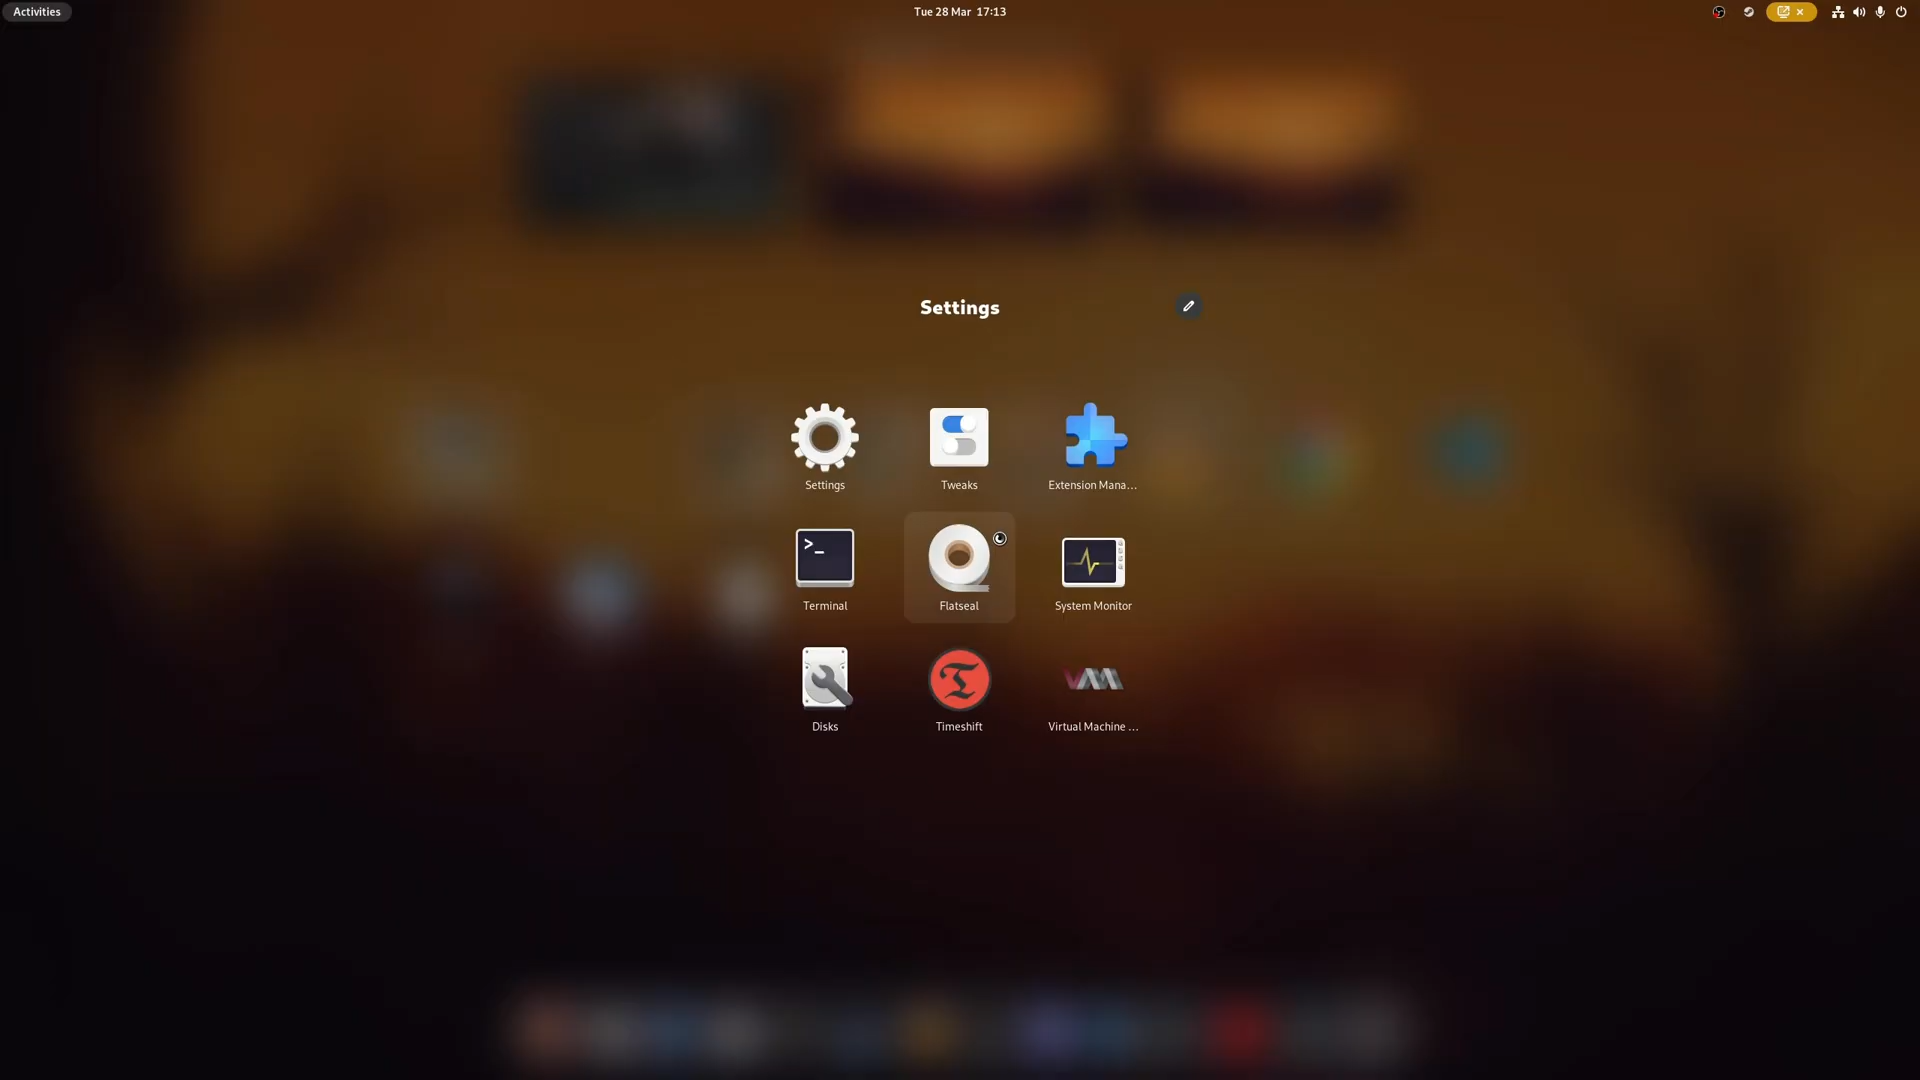 Activities
Tue 28 Mar 17:13
Settings
Settings
Tweaks
Extension Mana...
>_
Terminal
Flatseal
System Monitor
T
Disks
Timeshift
VMM
Virtual Machine ...